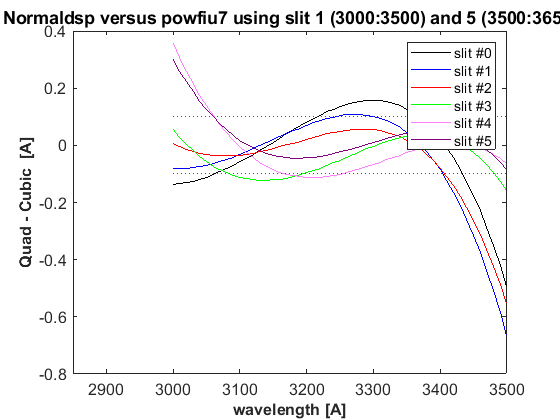 Normaldsp versus powfiu7 using slit 1 (3000:3500) and 5 (3500:365
0.4
0.2
0
-0.2
-0.4
-0.6
-0.8
Quad - Cubic [A]
slit #0
slit #1
slit #2
slit #3
slit #4
slit #5
2900 3000 3100 3200 3300 3400 3500
wavelength [A]